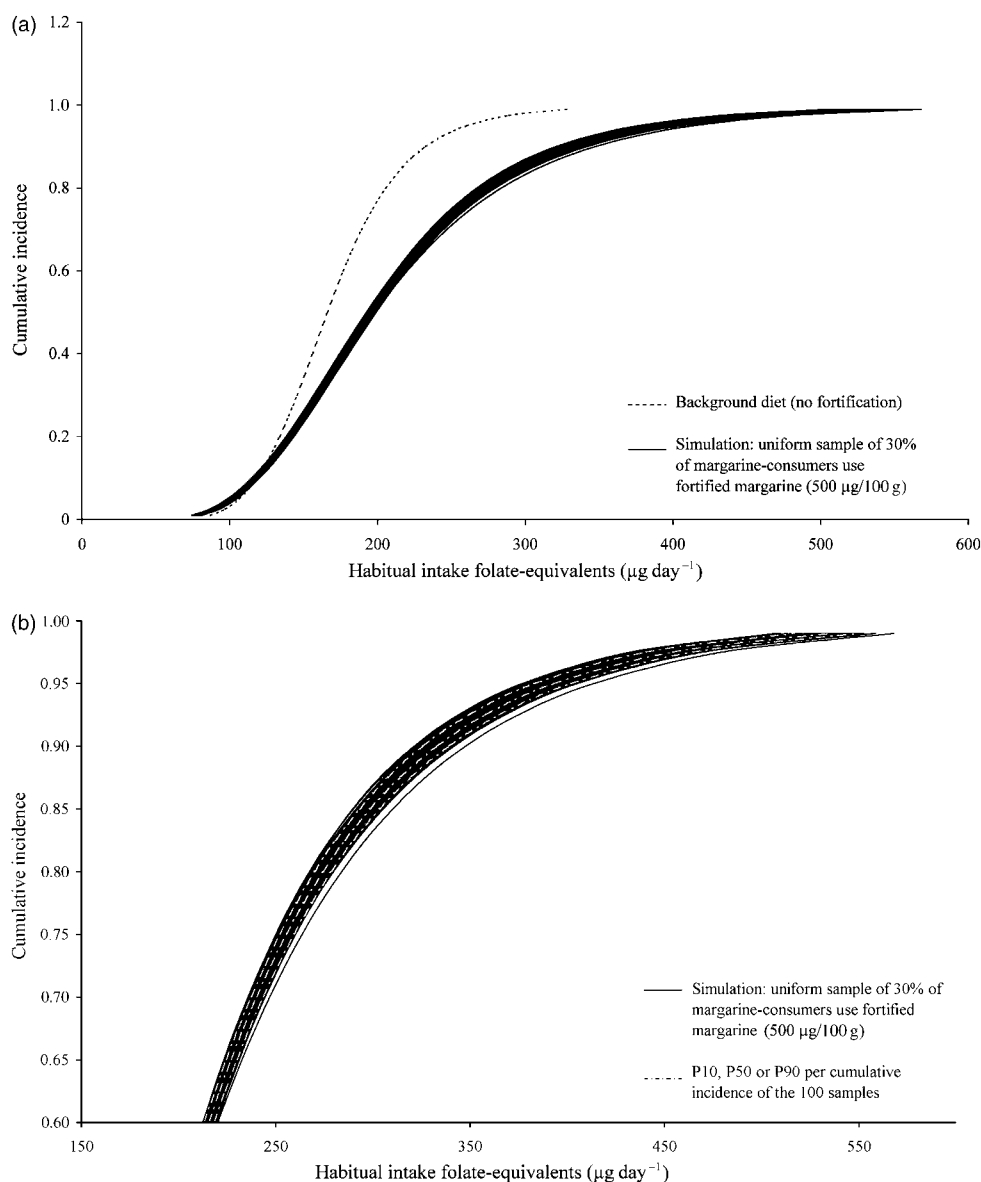 (a)
1.2
1.0
0.8
0.6
0.4
0.2
0
Cumulative incidence
Background diet (no fortification)
Simulation: uniform sample of 30%
of margarine-consumers use
fortified margarine (500 µg/100 g)
0 100 200 300 400 500 600
Habitual intake folate-equivalents (µg day⁻¹)
(b)
1.00
0.95
0.90
0.85
0.80
0.75
0.70
0.65
0.60
Cumulative incidence
Simulation: uniform sample of 30% of
margarine-consumers use fortified
margarine (500 µg/100 g)
P10, P50 or P90 per cumulative
incidence of the 100 samples
150 250 350 450 550
Habitual intake folate-equivalents (µg day⁻¹)